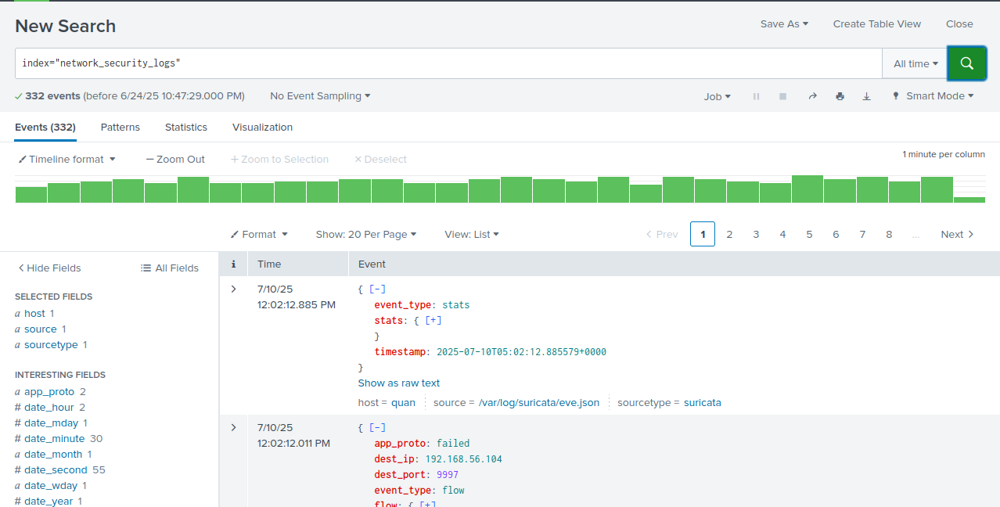 New Search
Save As ▾ Create Table View Close
index="network_security_logs"
All time ▾
✓ 332 events (before 6/24/25 10:47:29.000 PM) No Event Sampling ▾
Job ▾ Smart Mode ▾
Events (332) Patterns Statistics Visualization
Timeline format ▾ — Zoom Out + Zoom to Selection × Deselect
1 minute per column
Format ▾ Show: 20 Per Page ▾ View: List ▾
< Prev 1 2 3 4 5 6 7 8 ... Next >
< Hide Fields All Fields
SELECTED FIELDS
a host 1
a source 1
a sourcetype 1
INTERESTING FIELDS
a app_proto 2
# date_hour 2
# date_mday 1
# date_minute 30
a date_month 1
# date_second 55
a date_wday 1
# date_year 1
i Time Event
> 7/10/25
12:02:12.885 PM
{ [-]
event_type: stats
stats: { [+]
}
timestamp: 2025-07-10T05:02:12.885579+0000
}
Show as raw text
host = quan source = /var/log/suricata/eve.json sourcetype = suricata
> 7/10/25
12:02:12.011 PM
{ [-]
app_proto: failed
dest_ip: 192.168.56.104
dest_port: 9997
event_type: flow
flow: { [+]